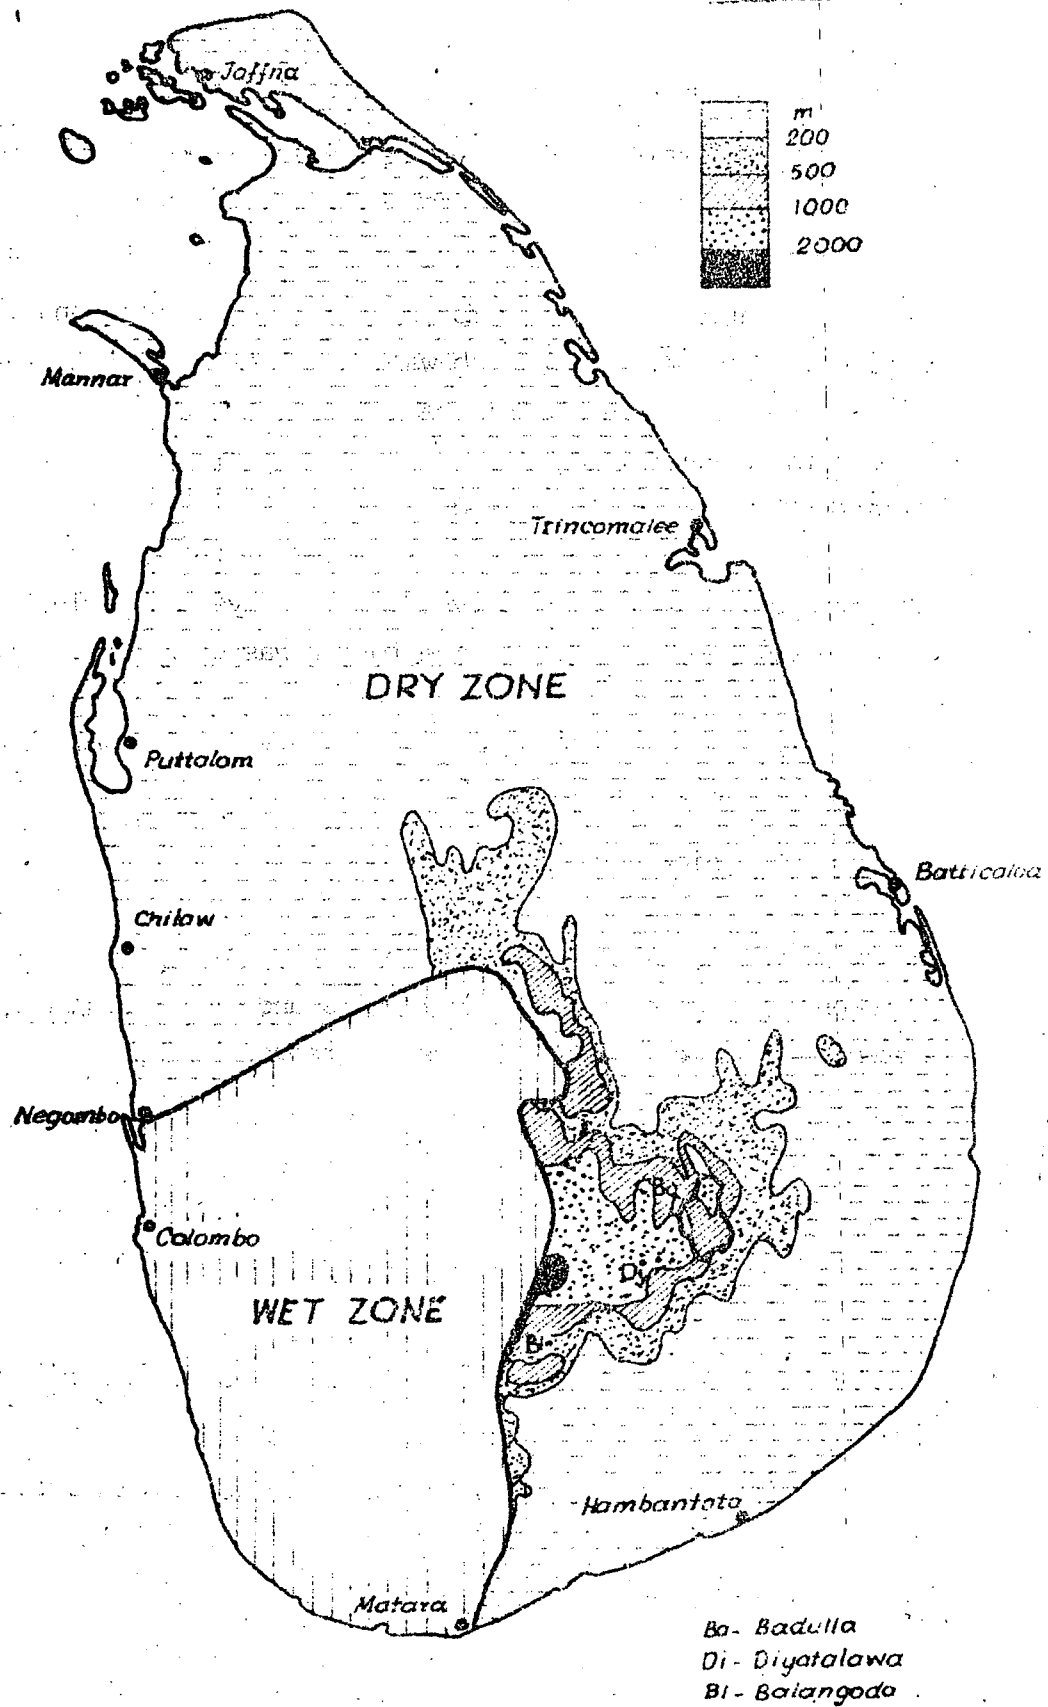 Jaffna
m
200
500
1000
2000
Mannar
Trincomalee
DRY ZONE
Puttalam
Batticaloa
Chilaw
Negombo
Ba
Colombo
Di
WET ZONE
Bl
Hambantota
Matara
Ba- Badulla
Di- Diyatalawa
Bl- Balangoda